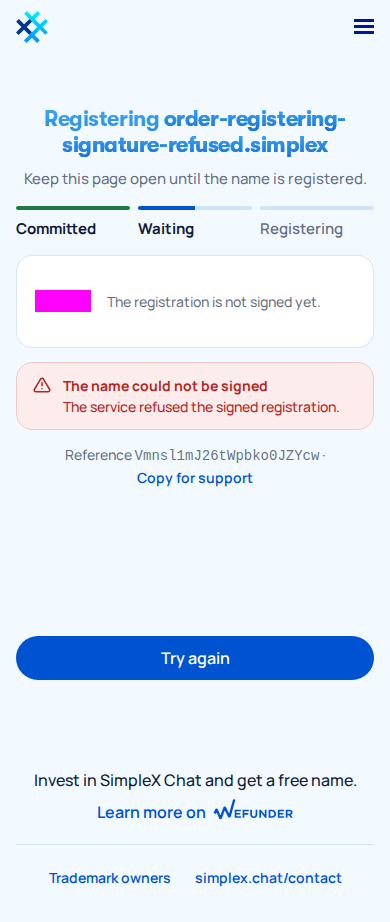 Registering order-registering-
signature-refused.simplex
Keep this page open until the name is registered.
Committed
Waiting
Registering
The registration is not signed yet.
The name could not be signed
The service refused the signed registration.
Reference Vmnsl1mJ26tWpbko0JZYcw ·
Copy for support
Try again
Invest in SimpleX Chat and get a free name.
Learn more on WEFUNDER
Trademark owners
simplex.chat/contact